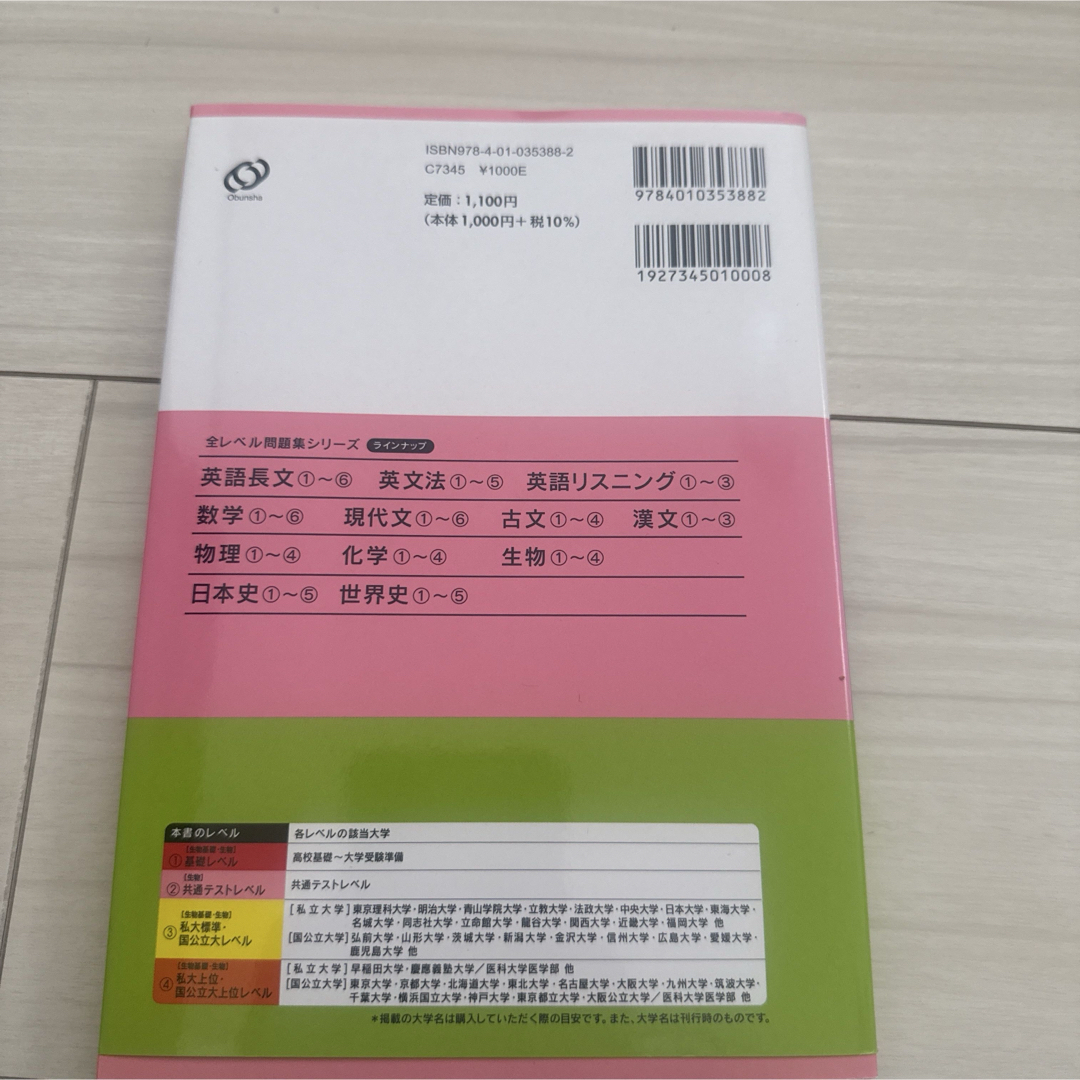 Obunsha
ISBN978-4-01-035388-2
C7345 ¥1000E
定価：1,100円
（本体1,000円＋税10%）
9784010353882
1927345010008
全レベル問題集シリーズ ラインナップ
英語長文①〜⑥ 英文法①〜⑤ 英語リスニング①〜③
数学①〜⑥ 現代文①〜⑥ 古文①〜④ 漢文①〜③
物理①〜④ 化学①〜④ 生物①〜④
日本史①〜⑤ 世界史①〜⑤
本書のレベル 各レベルの該当大学
[生物基礎・生物]
①基礎レベル 高校基礎〜大学受験準備
[生物]
②共通テストレベル 共通テストレベル
[生物基礎・生物]
③私大標準・
国公立大レベル
[私立大学]東京理科大学・明治大学・青山学院大学・立教大学・法政大学・中央大学・日本大学・東海大学・
名城大学・同志社大学・立命館大学・龍谷大学・関西大学・近畿大学・福岡大学 他
[国公立大学]弘前大学・山形大学・茨城大学・新潟大学・金沢大学・信州大学・広島大学・愛媛大学・
鹿児島大学 他
[生物基礎・生物]
④私大上位・
国公立大上位レベル
[私立大学]早稲田大学・慶應義塾大学／医科大学医学部 他
[国公立大学]東京大学・京都大学・北海道大学・東北大学・名古屋大学・大阪大学・九州大学・筑波大学・
千葉大学・横浜国立大学・神戸大学・東京都立大学・大阪公立大学／医科大学医学部 他
＊掲載の大学名は購入していただく際の目安です。また、大学名は刊行時のものです。